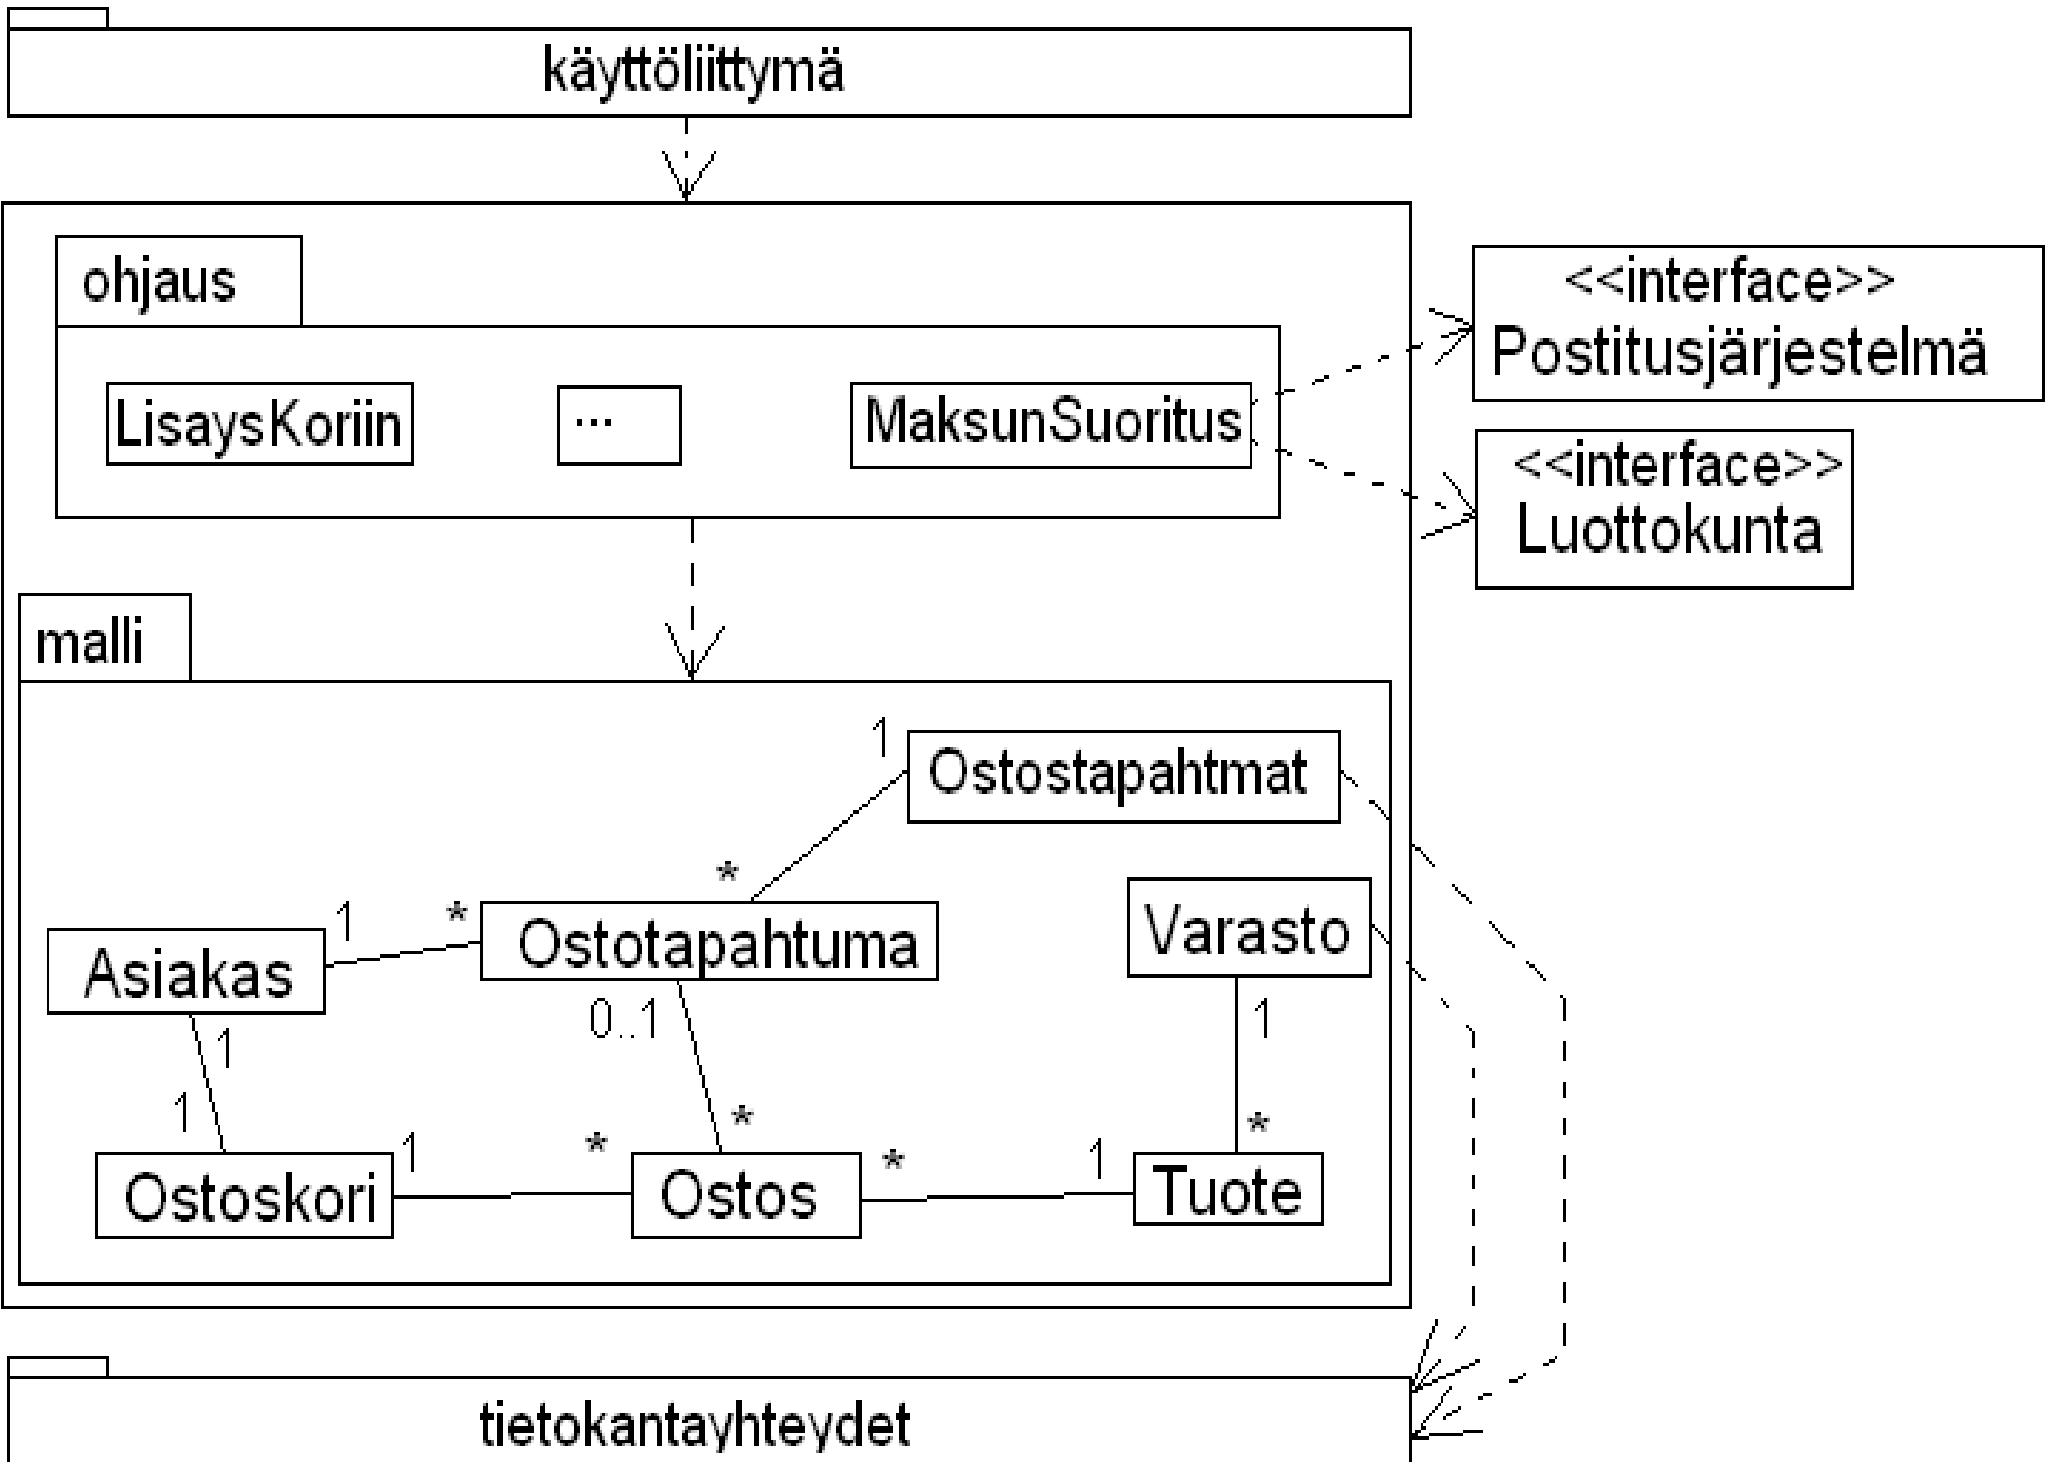 käyttöliittymä
ohjaus
LisaysKoriin
...
MaksunSuoritus
<<interface>>
Postitusjärjestelmä
<<interface>>
Luottokunta
malli
1
Ostostapahtmat
*
1
*
Ostotapahtuma
Varasto
Asiakas
0..1
1
1
1
*
*
1
*
*
1
Ostoskori
Ostos
Tuote
tietokantayhteydet